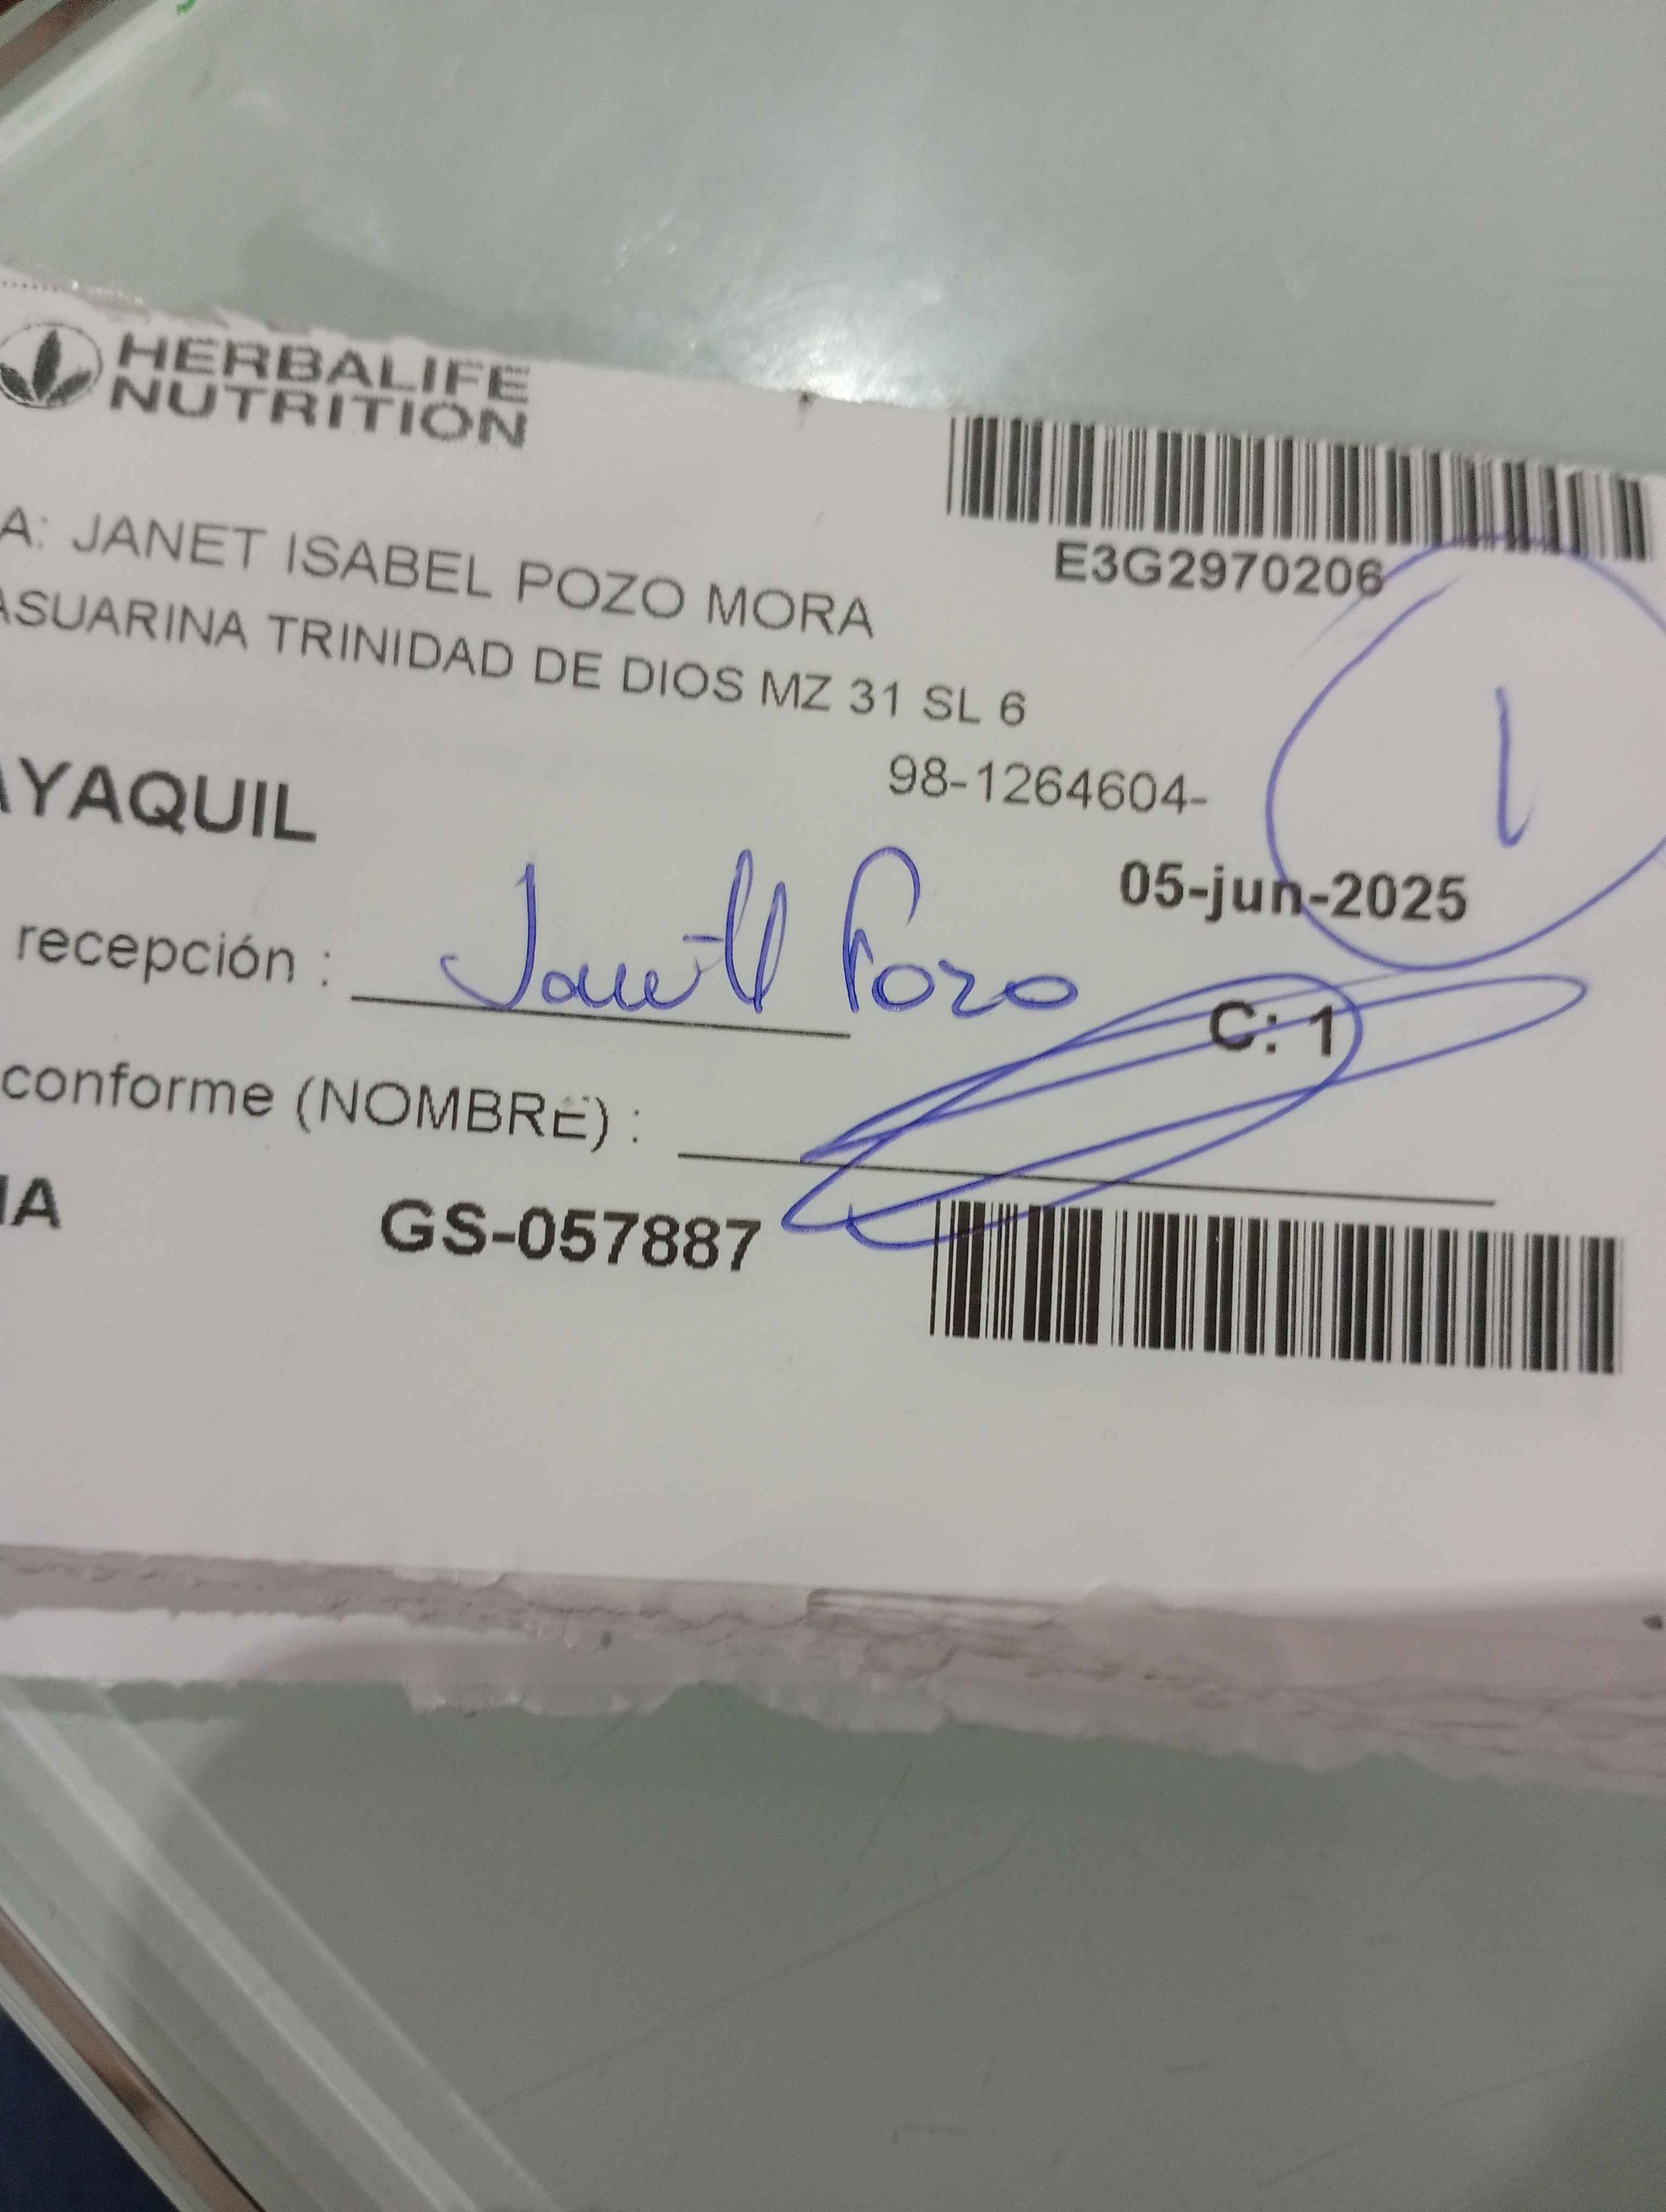 HERBALIFE
NUTRITION
E3G2970206
A: JANET ISABEL POZO MORA
ASUARINA TRINIDAD DE DIOS MZ 31 SL 6
98-1264604-
1
AYAQUIL
05-jun-2025
recepción : Pozo
C: 1
conforme (NOMBRE) :
IA
GS-057887